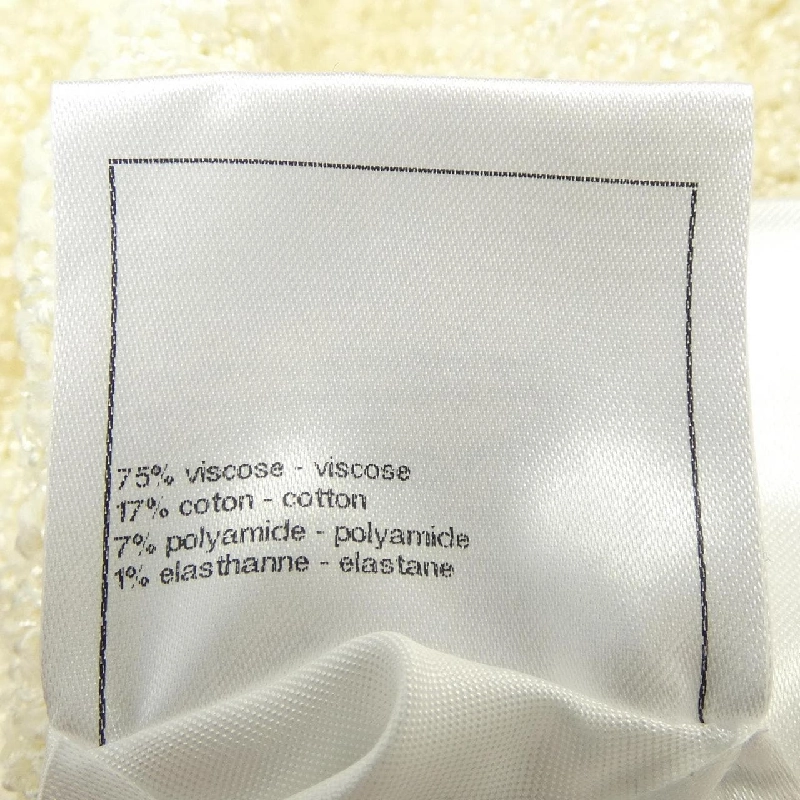 75% viscose - viscose
17% coton - cotton
7% polyamide - polyamide
1% elasthanne - elastane